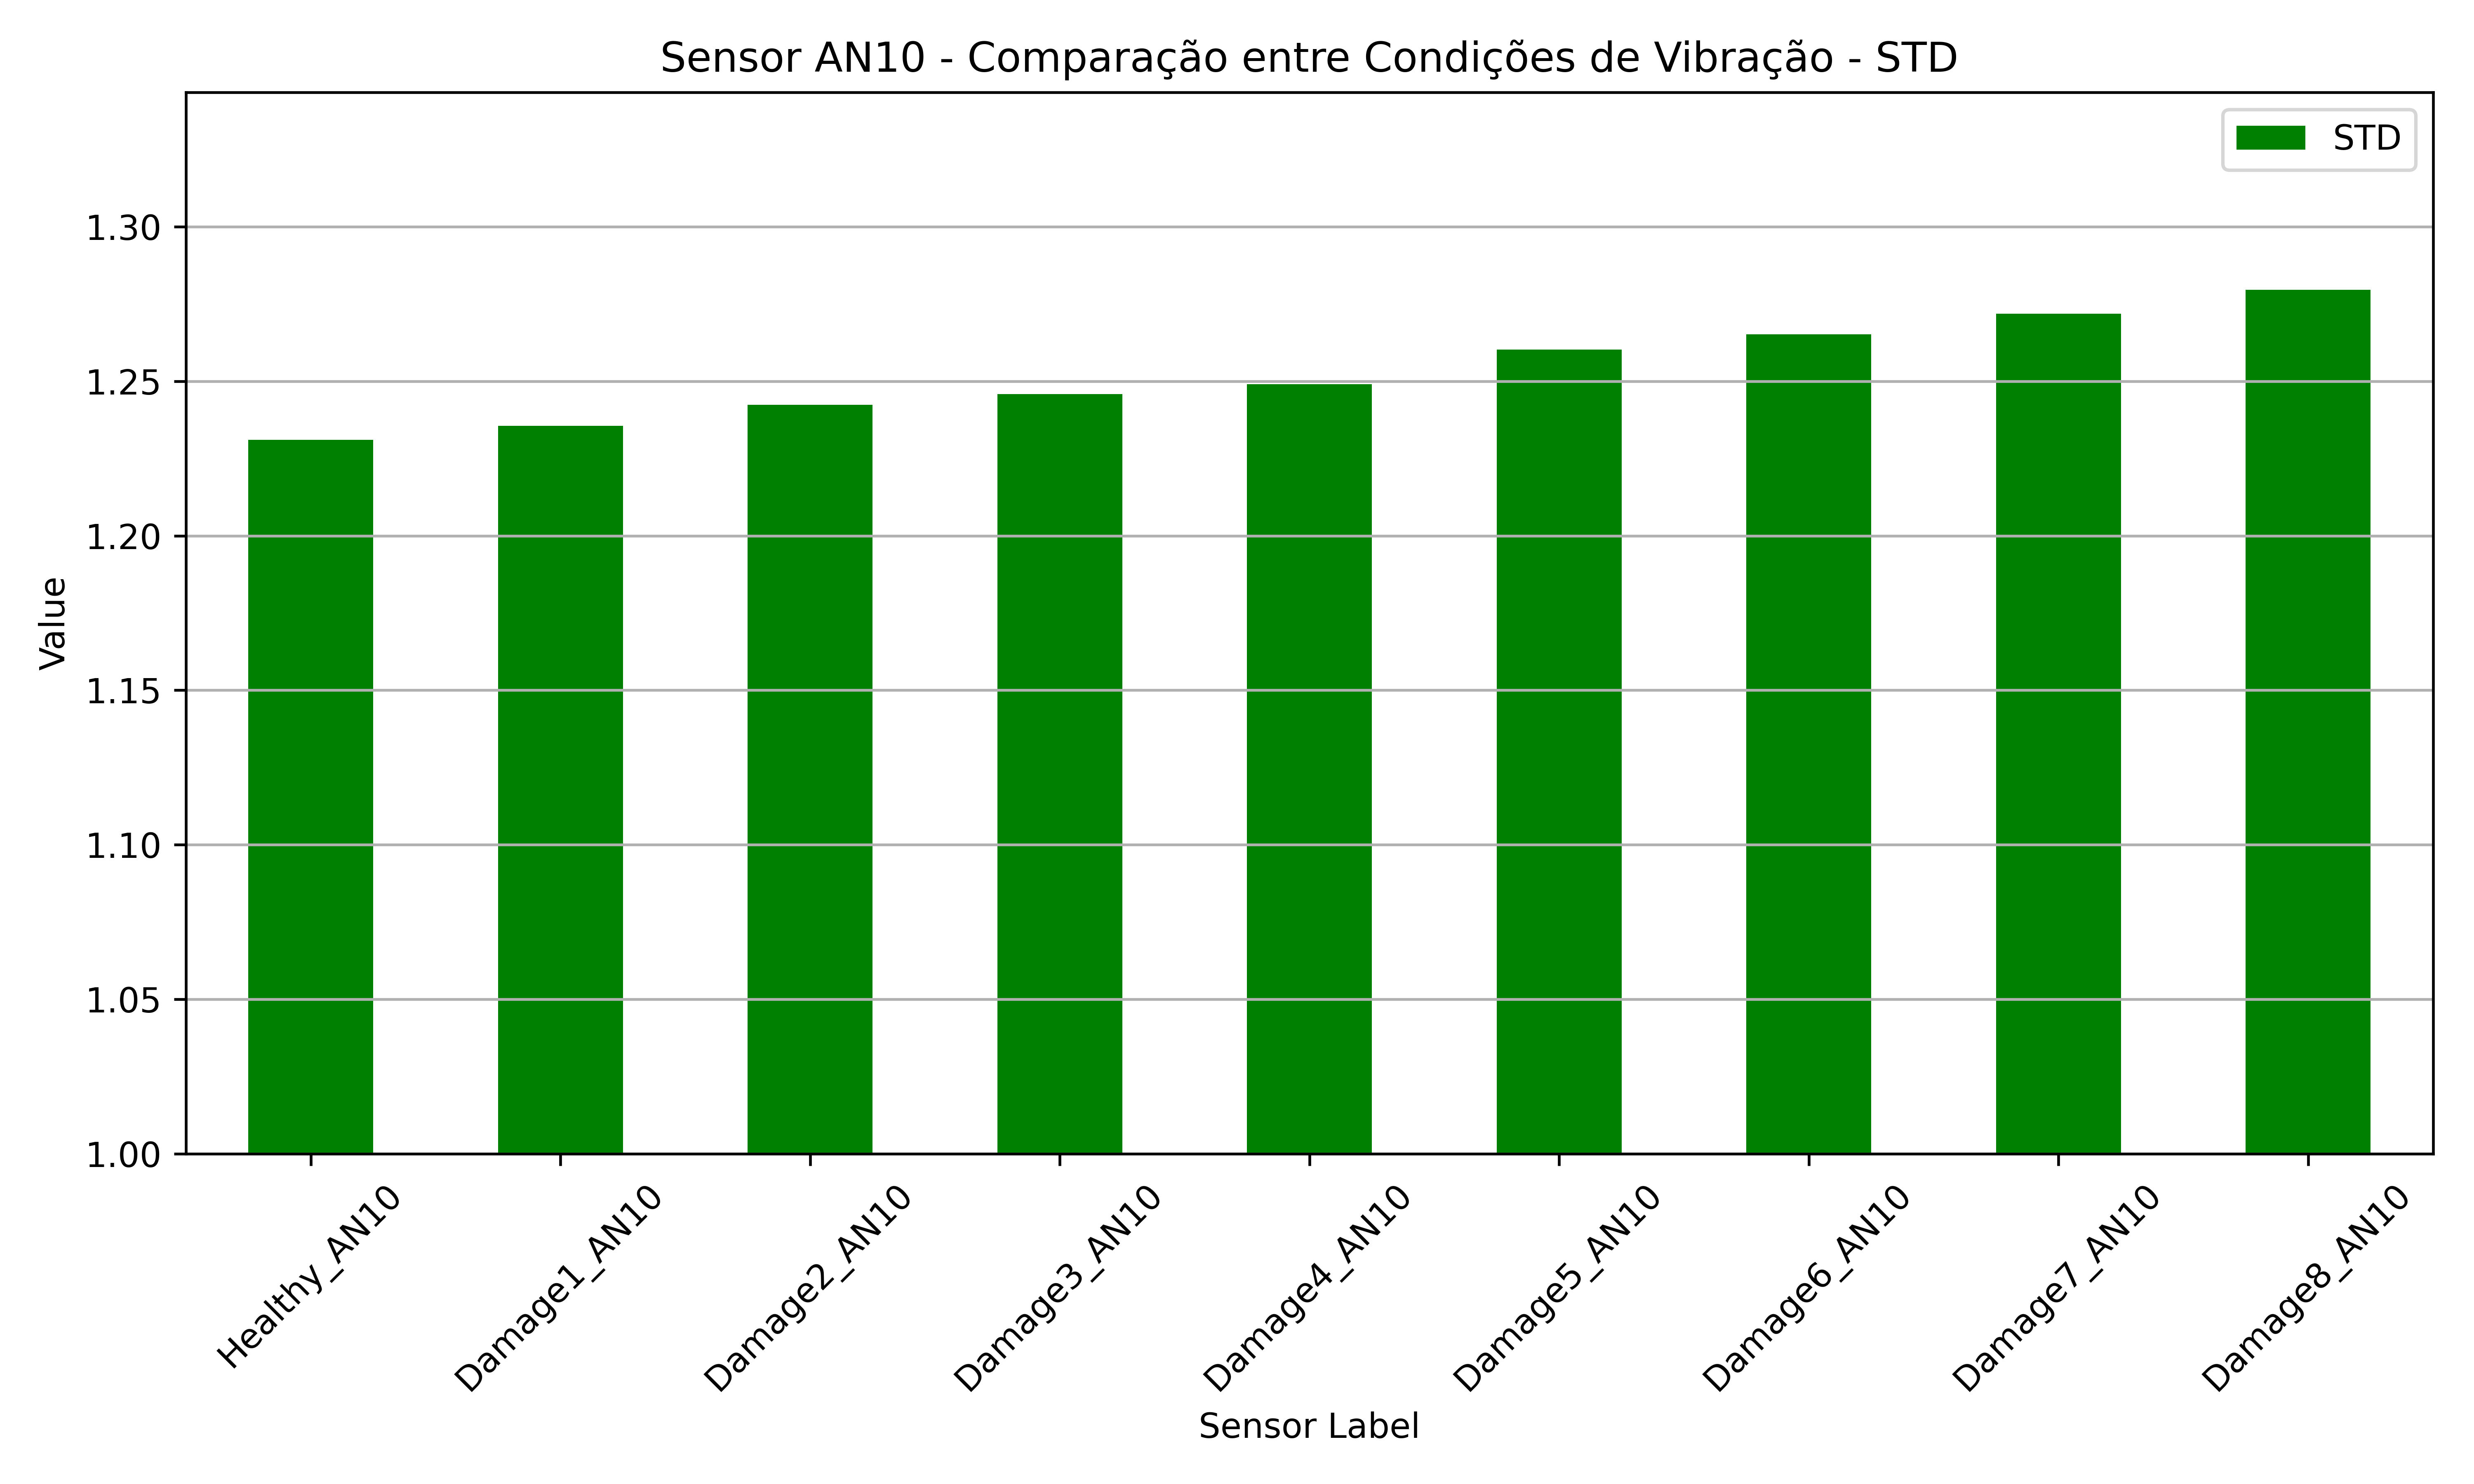 Sensor AN10 - Comparação entre Condições de Vibração - STD
STD
1.30
1.25
1.20
1.15
1.10
1.05
1.00
Value
Healthy_AN10
Damage1_AN10
Damage2_AN10
Damage3_AN10
Damage4_AN10
Damage5_AN10
Damage6_AN10
Damage7_AN10
Damage8_AN10
Sensor Label